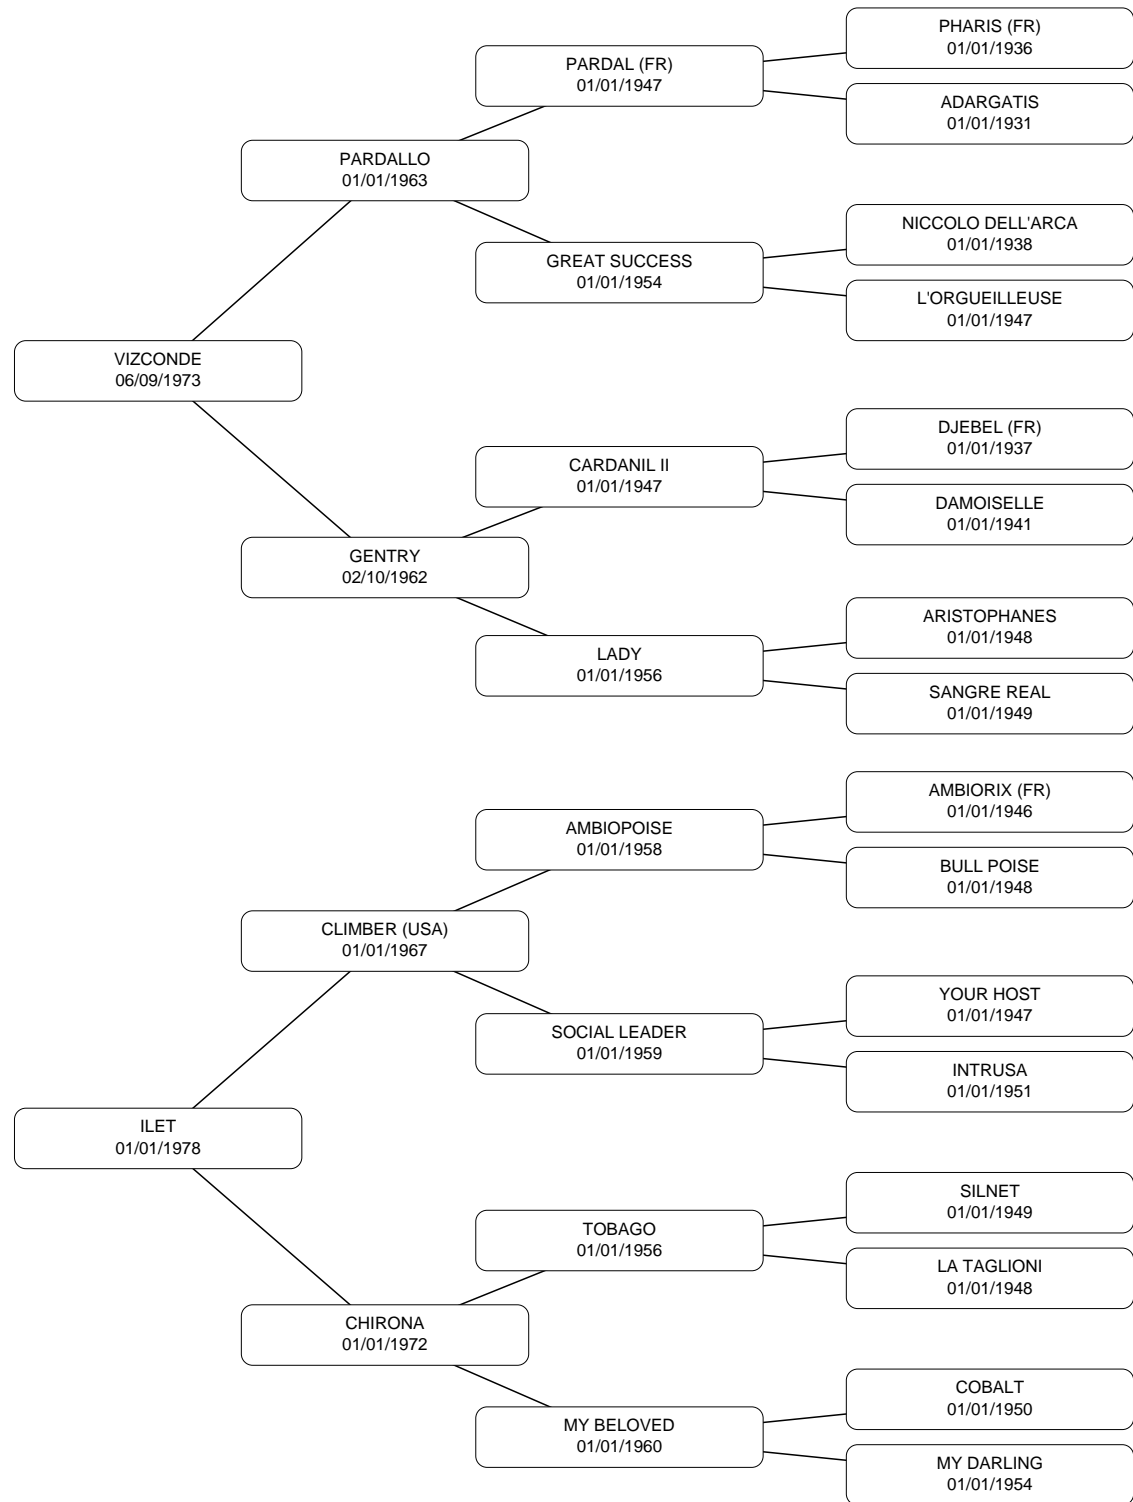 PHARIS (FR)
01/01/1936
PARDAL (FR)
01/01/1947
ADARGATIS
01/01/1931
PARDALLO
01/01/1963
NICCOLO DELL'ARCA
01/01/1938
GREAT SUCCESS
01/01/1954
L'ORGUEILLEUSE
01/01/1947
VIZCONDE
06/09/1973
DJEBEL (FR)
01/01/1937
CARDANIL II
01/01/1947
DAMOISELLE
01/01/1941
GENTRY
02/10/1962
ARISTOPHANES
01/01/1948
LADY
01/01/1956
SANGRE REAL
01/01/1949
AMBIORIX (FR)
01/01/1946
AMBIOPOISE
01/01/1958
BULL POISE
01/01/1948
CLIMBER (USA)
01/01/1967
YOUR HOST
01/01/1947
SOCIAL LEADER
01/01/1959
INTRUSA
01/01/1951
ILET
01/01/1978
SILNET
01/01/1949
TOBAGO
01/01/1956
LA TAGLIONI
01/01/1948
CHIRONA
01/01/1972
COBALT
01/01/1950
MY BELOVED
01/01/1960
MY DARLING
01/01/1954